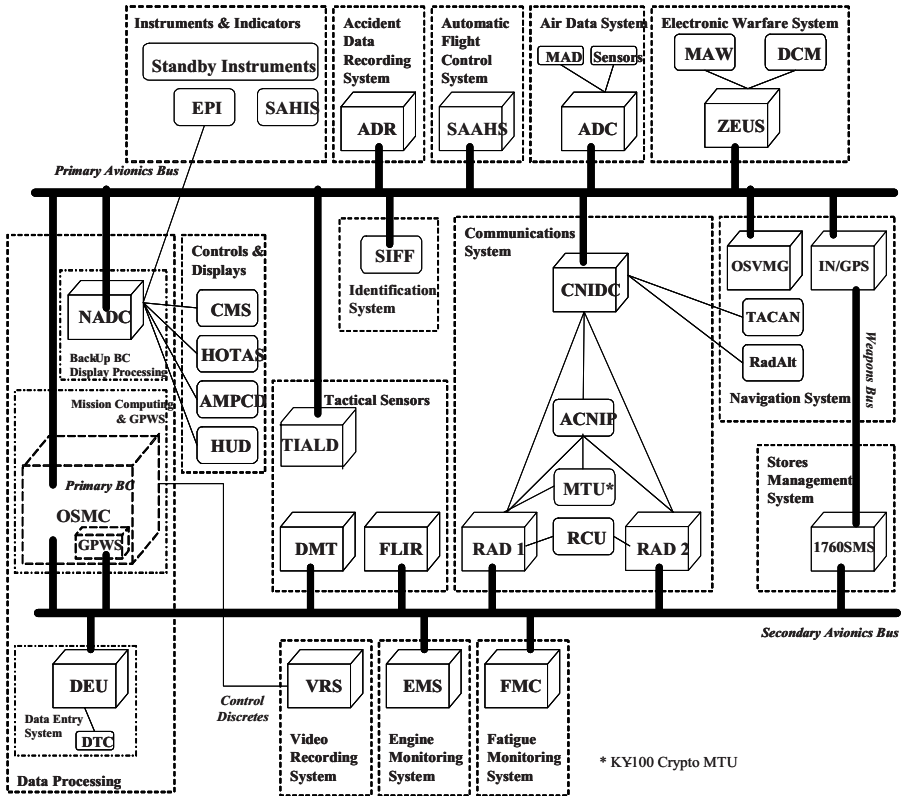 Instruments & Indicators
Standby Instruments
EPI
SAHIS
Accident
Data
Recording
System
ADR
Automatic
Flight
Control
System
SAAHS
Air Data System
MAD
Sensors
ADC
Electronic Warfare System
MAW
DCM
ZEUS
Primary Avionics Bus
NADC
BackUp BC
Display Processing
Controls &
Displays
CMS
HOTAS
AMPCD
HUD
SIFF
Identification
System
Communications
System
CNIDC
ACNIP
MTU*
RCU
RAD 1
RAD 2
OSVMG
IN/GPS
TACAN
RadAlt
Navigation System
Weapons Bus
Mission Computing
& GPWS
Primary BC
OSMC
GPWS
Tactical Sensors
TIALD
DMT
FLIR
Stores
Management
System
1760SMS
Secondary Avionics Bus
DEU
Data Entry
System
DTC
Data Processing
Control
Discretes
VRS
Video
Recording
System
EMS
Engine
Monitoring
System
FMC
Fatigue
Monitoring
System
* KY-100 Crypto MTU